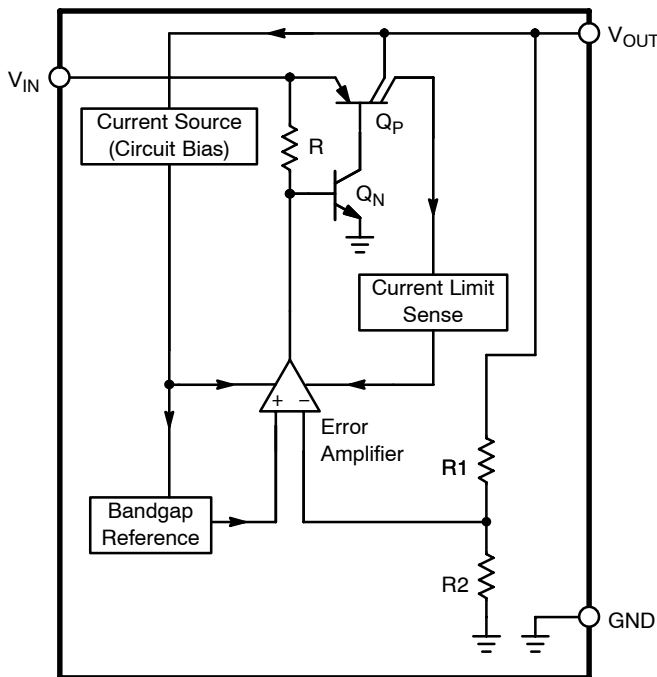 VOUT
VIN
Current Source
(Circuit Bias)
R
QP
QN
Current Limit
Sense
+ −
Error
Amplifier
R1
Bandgap
Reference
R2
GND